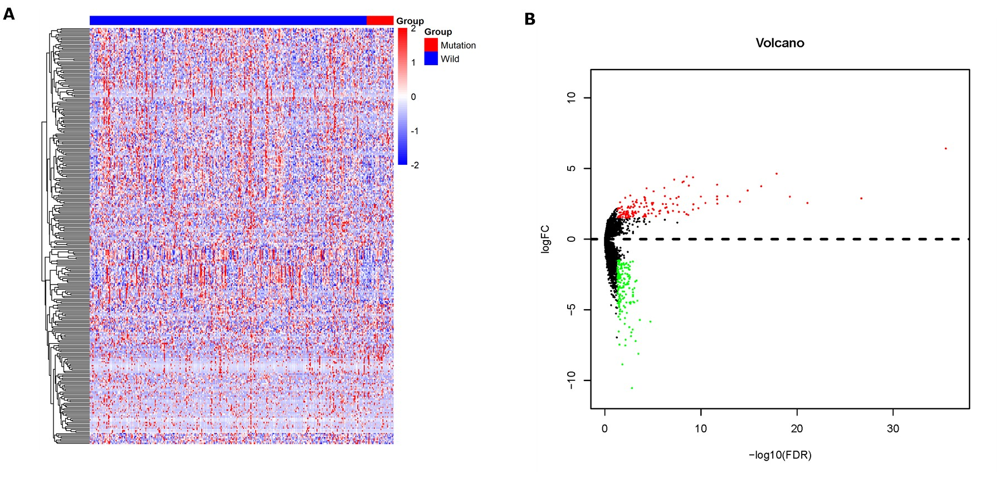 A
Group
2
1
0
-1
-2
Group
Mutation
Wild
B
Volcano
logFC
10
5
0
−5
−10
0 10 20 30
−log10(FDR)